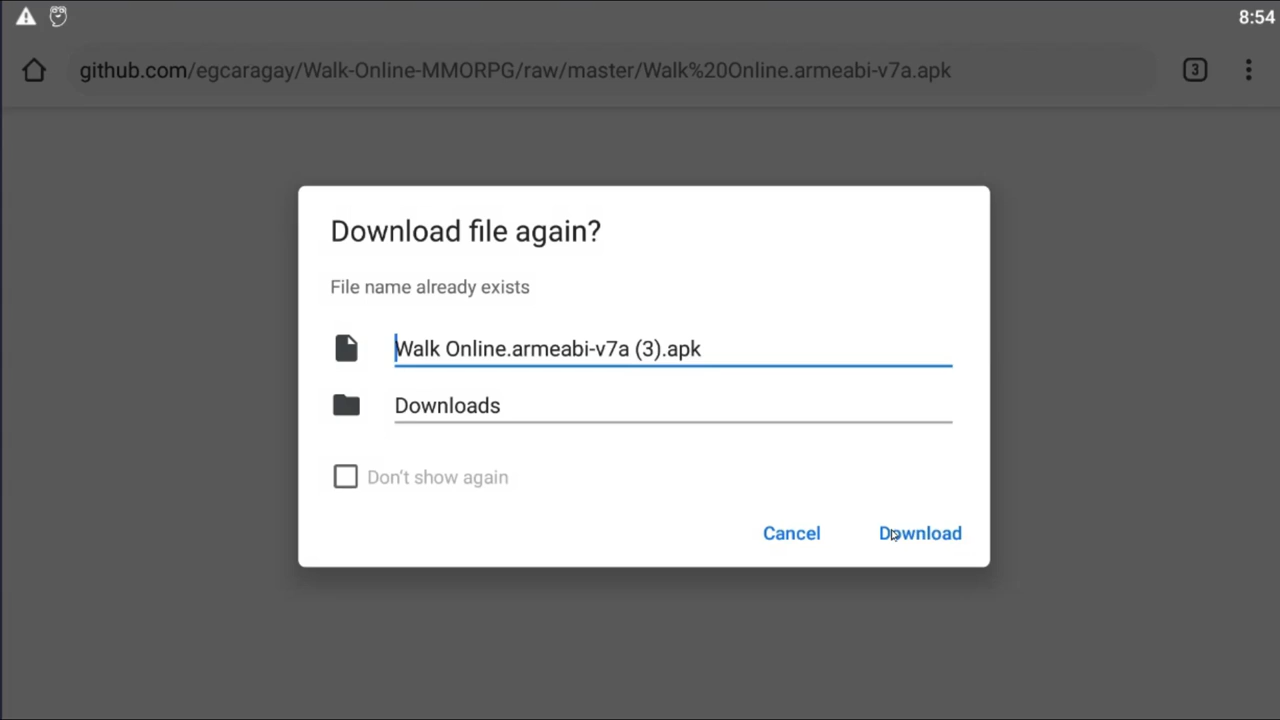 8:54
github.com/egcaragay/Walk-Online-MMORPG/raw/master/Walk%20Online.armeabi-v7a.apk
3
Download file again?
File name already exists
Walk Online.armeabi-v7a (3).apk
Downloads
Don't show again
Cancel
Download